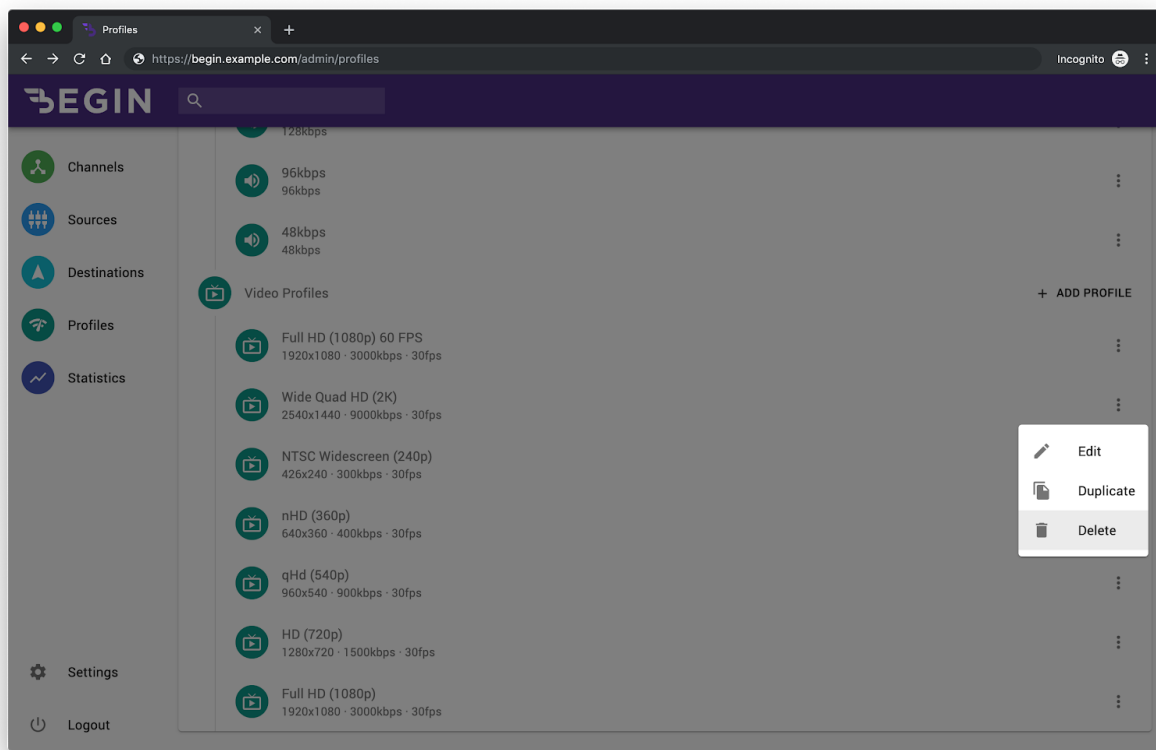 Profiles
https://begin.example.com/admin/profiles
Incognito
BEGIN
128kbps
Channels
96kbps
96kbps
Sources
48kbps
48kbps
Destinations
Video Profiles
ADD PROFILE
Profiles
Full HD (1080p) 60 FPS
1920x1080 · 3000kbps · 30fps
Statistics
Wide Quad HD (2K)
2540x1440 · 9000kbps · 30fps
NTSC Widescreen (240p)
426x240 · 300kbps · 30fps
Edit
Duplicate
Delete
nHD (360p)
640x360 · 400kbps · 30fps
qHd (540p)
960x540 · 900kbps · 30fps
HD (720p)
1280x720 · 1500kbps · 30fps
Settings
Full HD (1080p)
1920x1080 · 3000kbps · 30fps
Logout